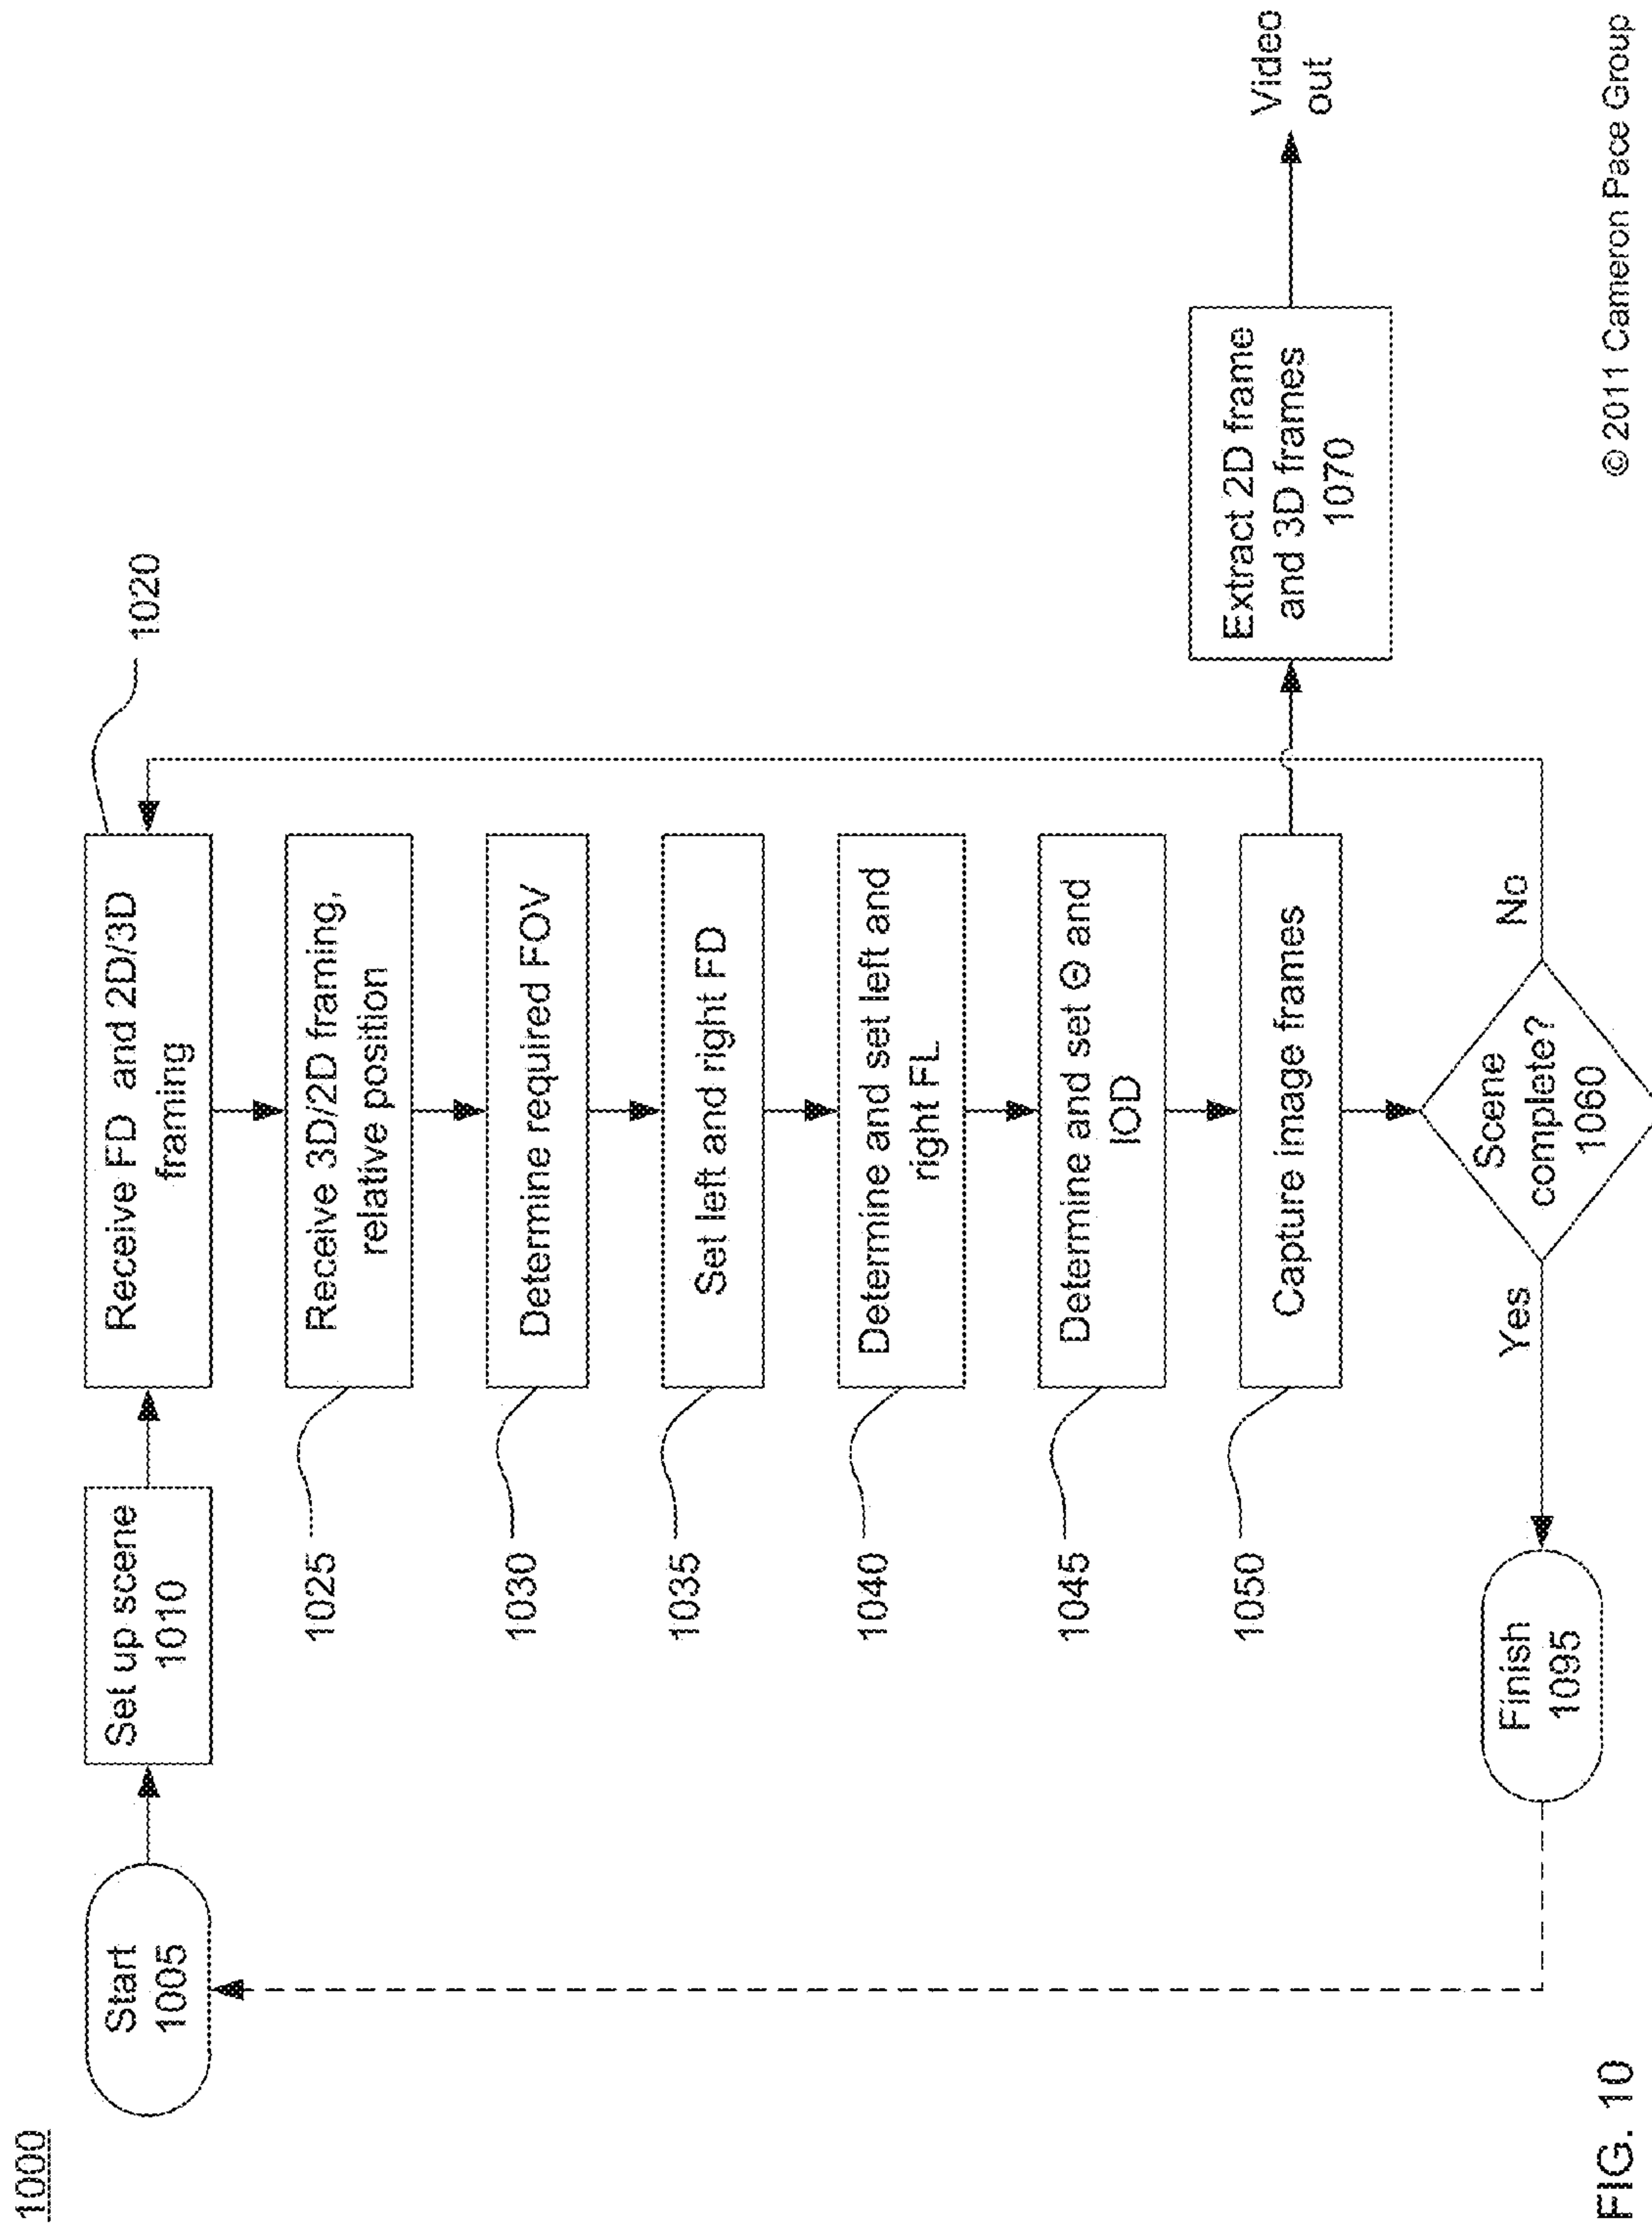 1000
Start
1005
Set up scene
1010
Receive FD and 2D/3D
framing
1020
Receive 3D/2D framing,
relative position
1025
Determine required FOV
1030
Set left and right FD
1035
Determine and set left and
right FL
1040
Determine and set Θ and
IOD
1045
Capture image frames
1050
Extract 2D frame
and 3D frames
1070
Video
out
Scene
complete?
1060
Yes
No
Finish
1095
FIG. 10
© 2011 Cameron Pace Group